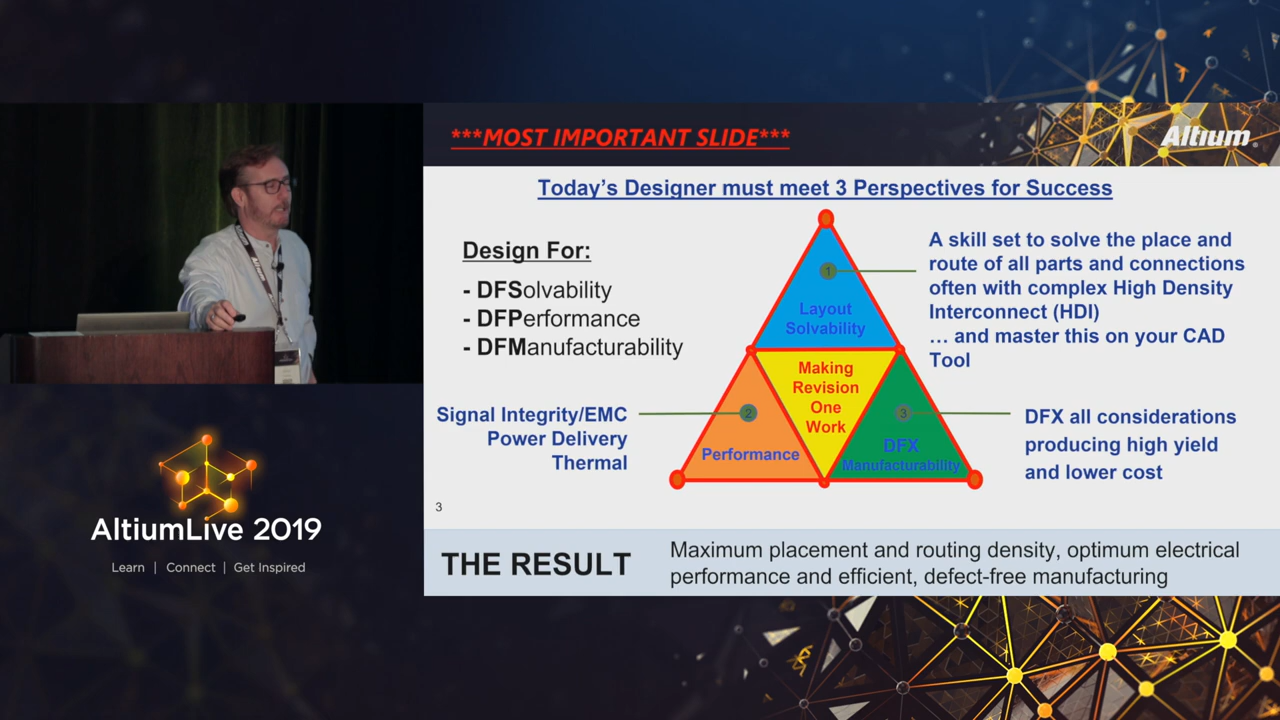 ***MOST IMPORTANT SLIDE***
Altium
Today's Designer must meet 3 Perspectives for Success
Design For:
- DFSolvability
- DFPerformance
- DFManufacturability
1
Layout
Solvability
A skill set to solve the place and
route of all parts and connections
often with complex High Density
Interconnect (HDI)
... and master this on your CAD
Tool
Making
Revision
One
Work
Signal Integrity/EMC
Power Delivery
Thermal
2
Performance
3
DFX
Manufacturability
DFX all considerations
producing high yield
and lower cost
3
THE RESULT
Maximum placement and routing density, optimum electrical
performance and efficient, defect-free manufacturing
Altium
AltiumLive 2019
Learn | Connect | Get Inspired